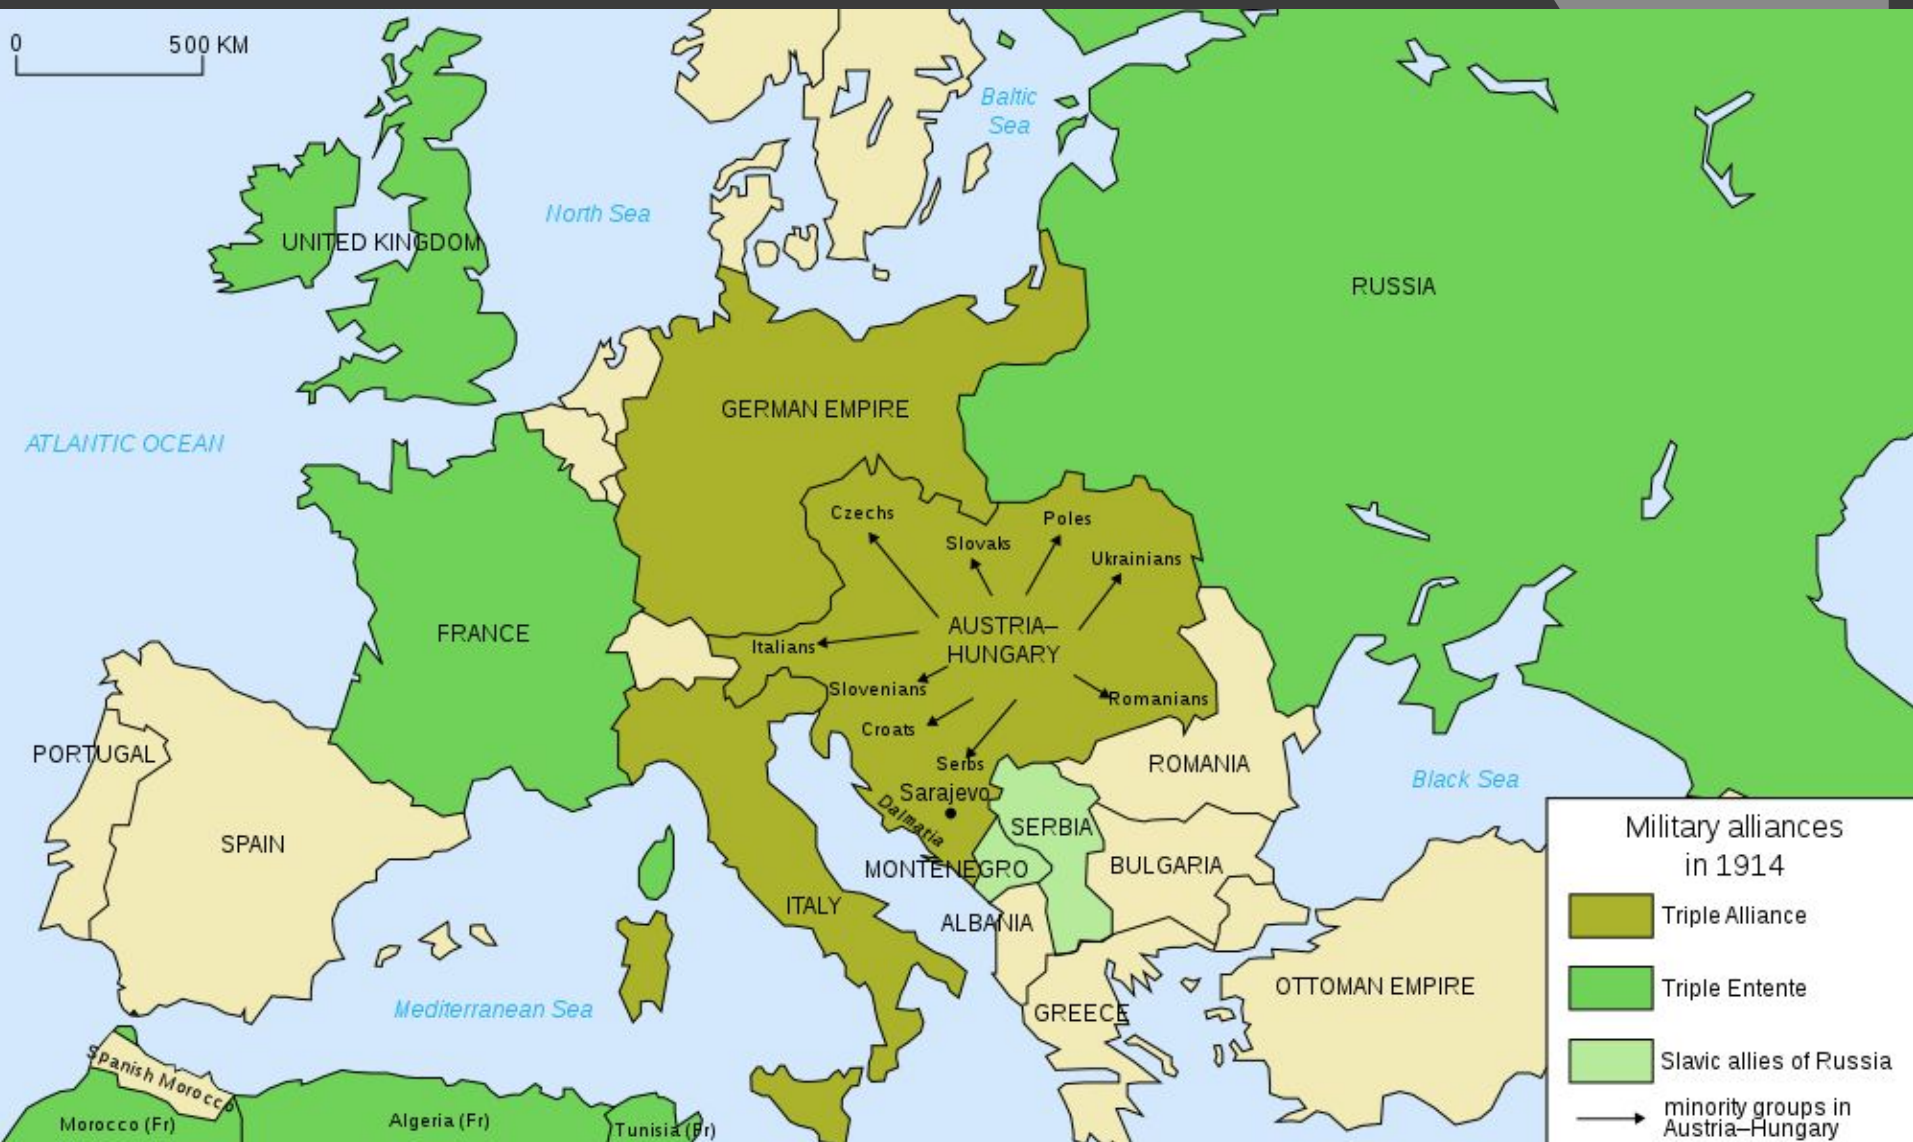 0 500 KM
Baltic
Sea
North Sea
UNITED KINGDOM
RUSSIA
GERMAN EMPIRE
ATLANTIC OCEAN
Czechs
Poles
Slovaks
Ukrainians
AUSTRIA–
HUNGARY
FRANCE
Italians
Slovenians
Romanians
Croats
Serbs
PORTUGAL
ROMANIA
Black Sea
Sarajevo
Dalmatia
SERBIA
SPAIN
MONTENEGRO
BULGARIA
ITALY
ALBANIA
OTTOMAN EMPIRE
Mediterranean Sea
GREECE
Spanish Morocco
Morocco (Fr)
Algeria (Fr)
Tunisia (Fr)
Military alliances
in 1914
Triple Alliance
Triple Entente
Slavic allies of Russia
minority groups in
Austria–Hungary